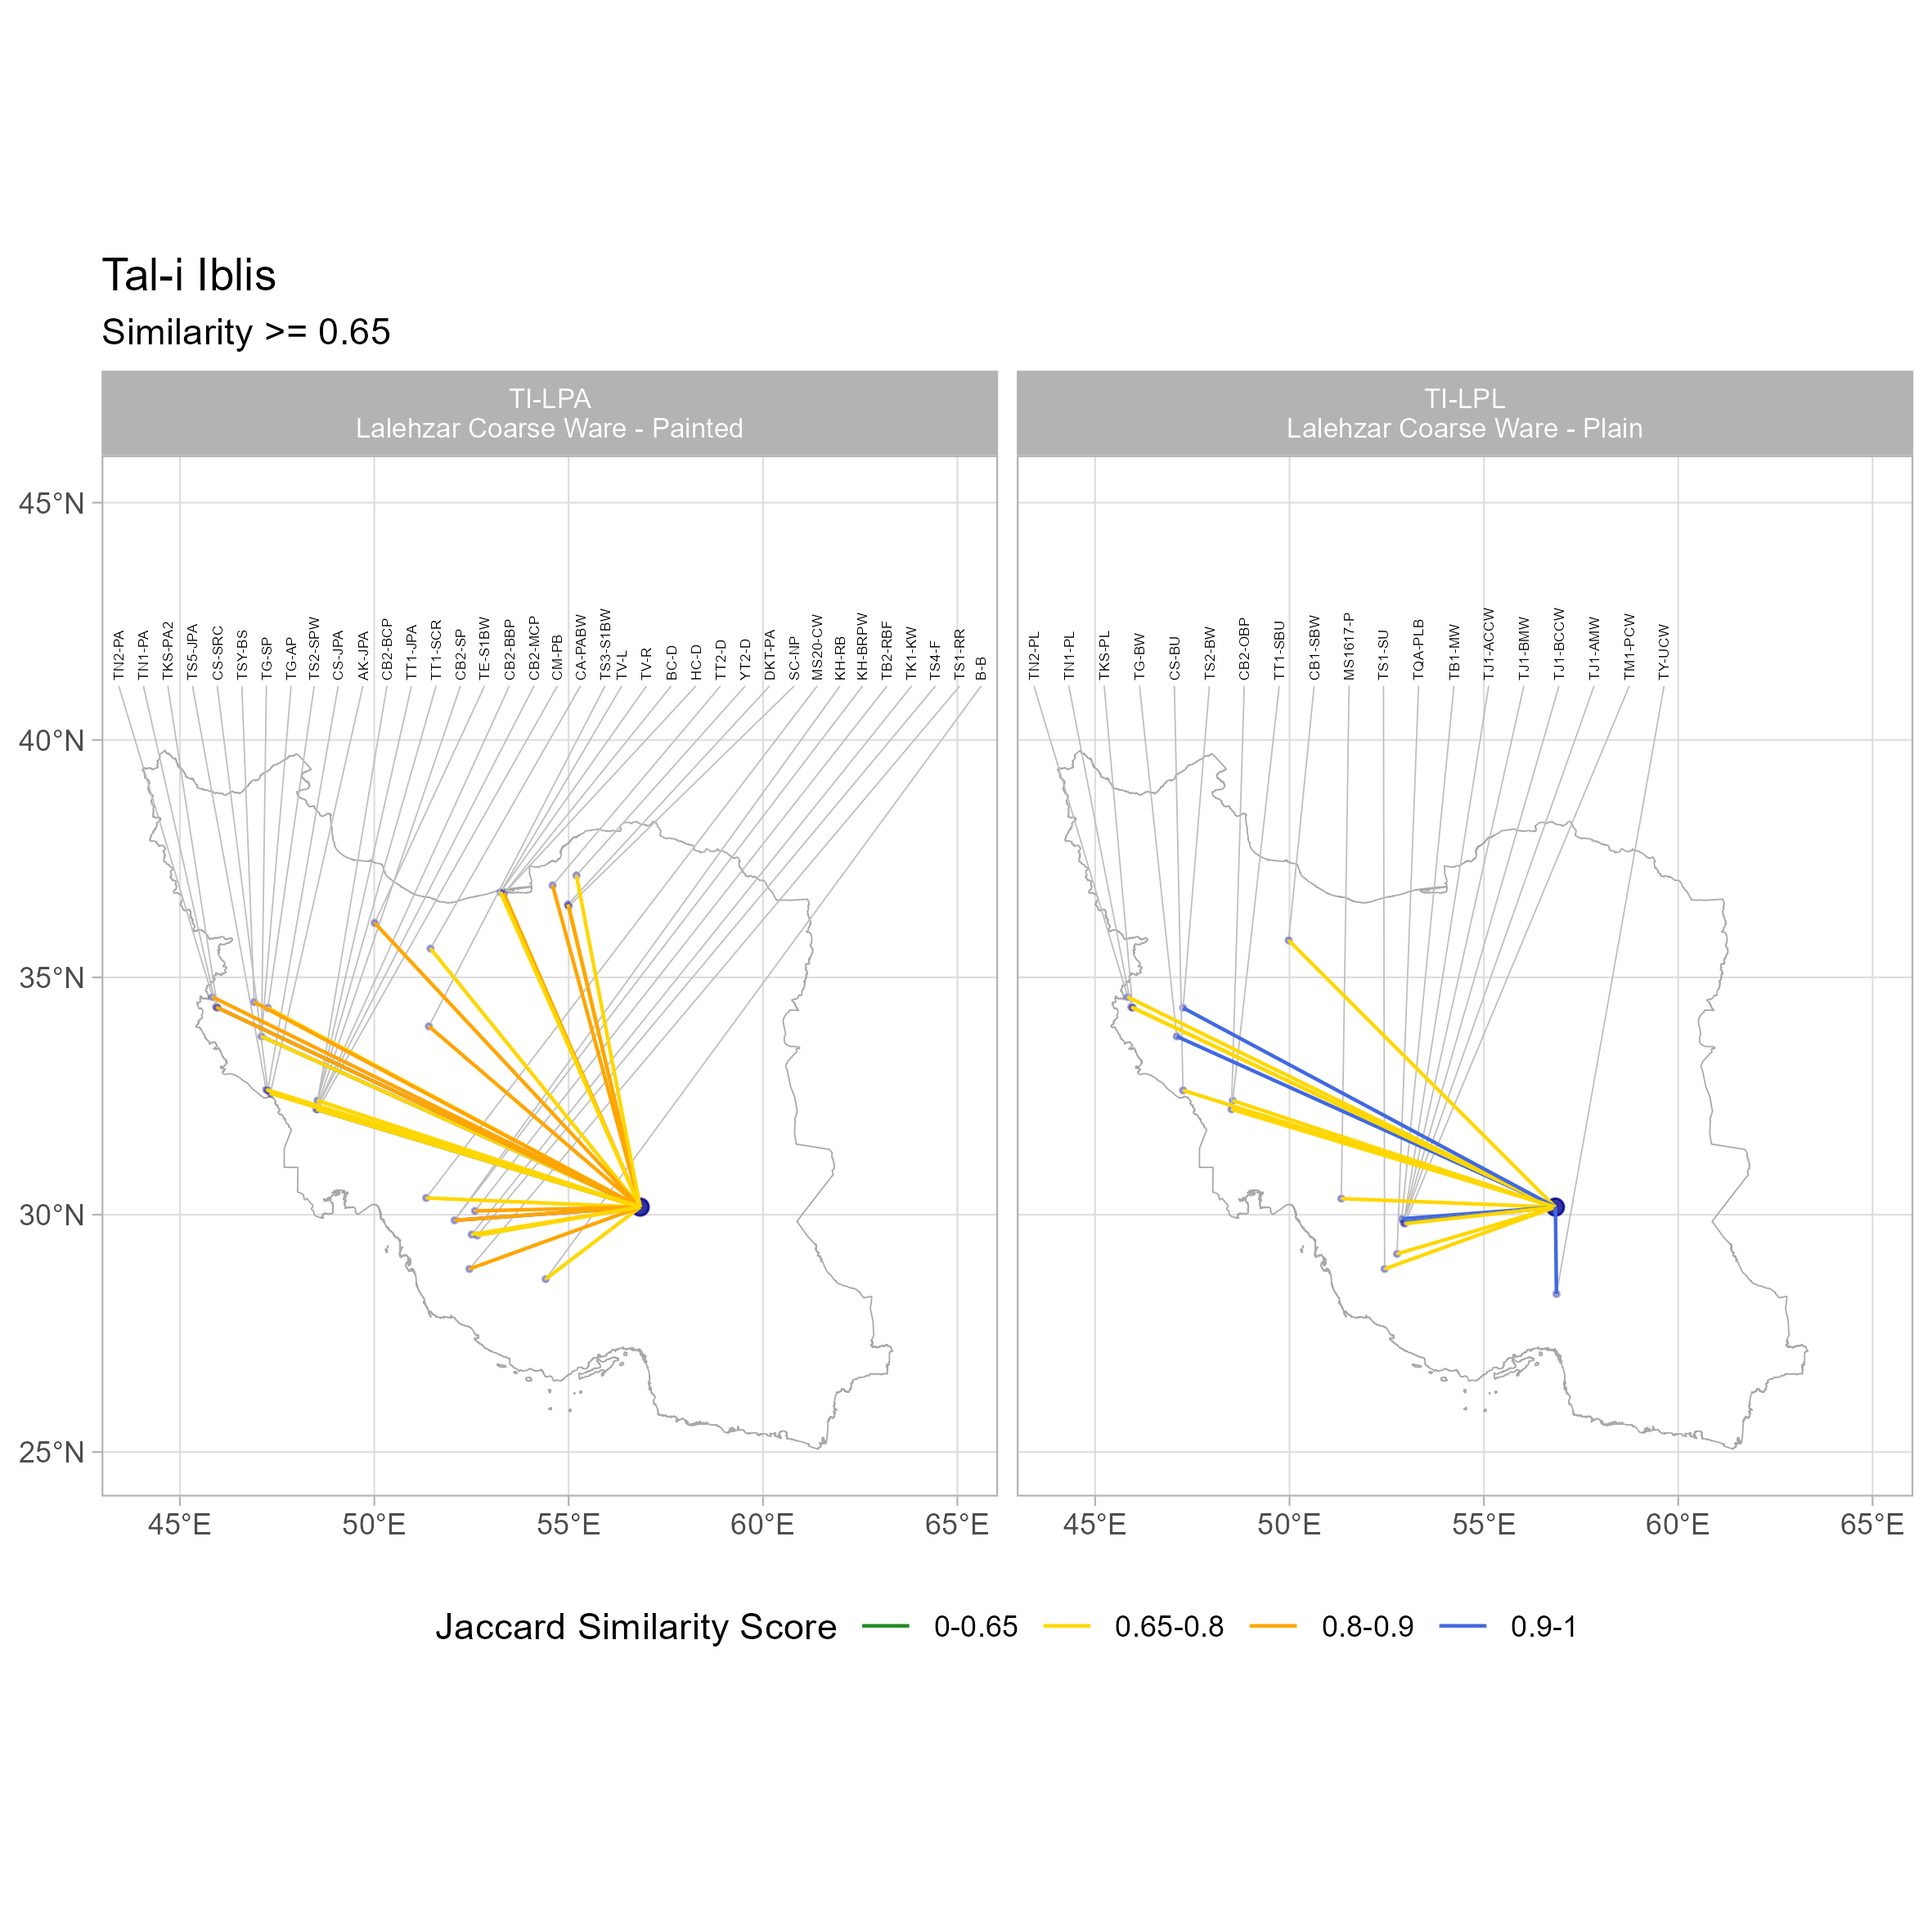 Tal-i Iblis
Similarity >= 0.65
TI-LPA
Lalehzar Coarse Ware - Painted
TI-LPL
Lalehzar Coarse Ware - Plain
45°N
40°N
35°N
30°N
25°N
TN2-PA
TN1-PA
TKS-PA2
TS5-JPA
CS-SRC
TSY-BS
TG-SP
TG-AP
TS2-SPW
CS-JPA
AK-JPA
CB2-BCP
TT1-JPA
TT1-SCR
CB2-SP
TE-S1BW
CB2-BBP
CB2-MCP
CM-PB
CA-PABW
TS3-S1BW
TV-L
TV-R
BC-D
HC-D
TT2-D
YT2-D
DKT-PA
SC-NP
MS20-CW
KH-RB
KH-BRPW
TB2-RBF
TK1-KW
TS4-F
TS1-RR
B-B
TN2-PL
TN1-PL
TKS-PL
TG-BW
CS-BU
TS2-BW
CB2-OBP
TT1-SBU
CB1-SBW
MS1617-P
TS1-SU
TQA-PLB
TB1-MW
TJ1-ACCW
TJ1-BMW
TJ1-BCCW
TJ1-AMW
TM1-PCW
TY-UCW
45°E 50°E 55°E 60°E 65°E
45°E 50°E 55°E 60°E 65°E
Jaccard Similarity Score 0-0.65 0.65-0.8 0.8-0.9 0.9-1